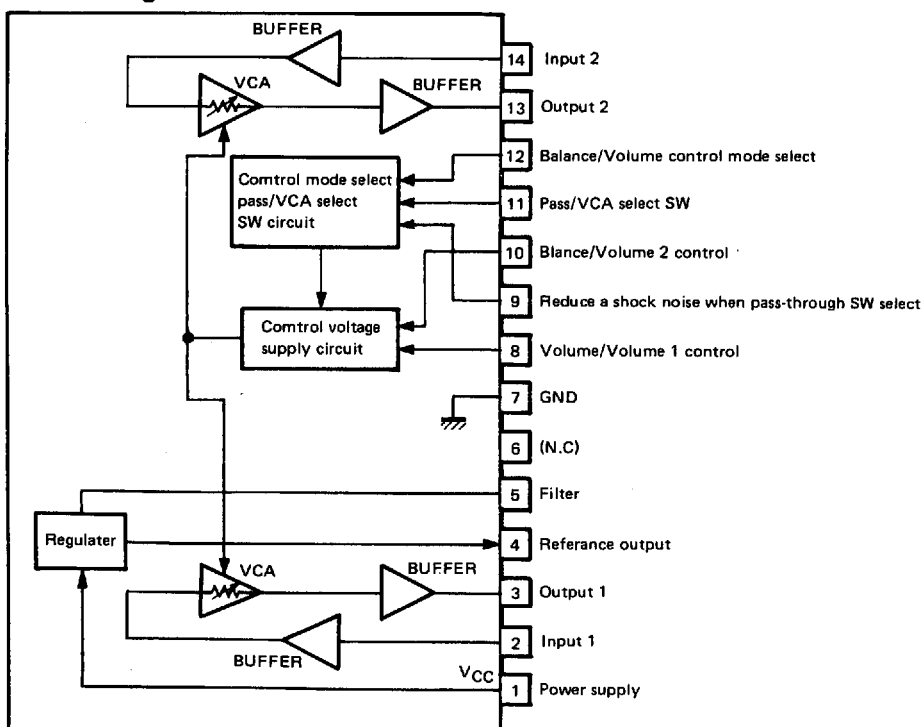 BUFFER
14 Input 2
VCA
BUFFER
13 Output 2
12 Balance/Volume control mode select
Comtrol mode select
pass/VCA select
SW circuit
11 Pass/VCA select SW
10 Blance/Volume 2 control
9 Reduce a shock noise when pass-through SW select
Comtrol voltage
supply circuit
8 Volume/Volume 1 control
7 GND
6 (N.C)
5 Filter
Regulater
4 Referance output
VCA
BUFFER
3 Output 1
2 Input 1
BUFFER
VCC
1 Power supply